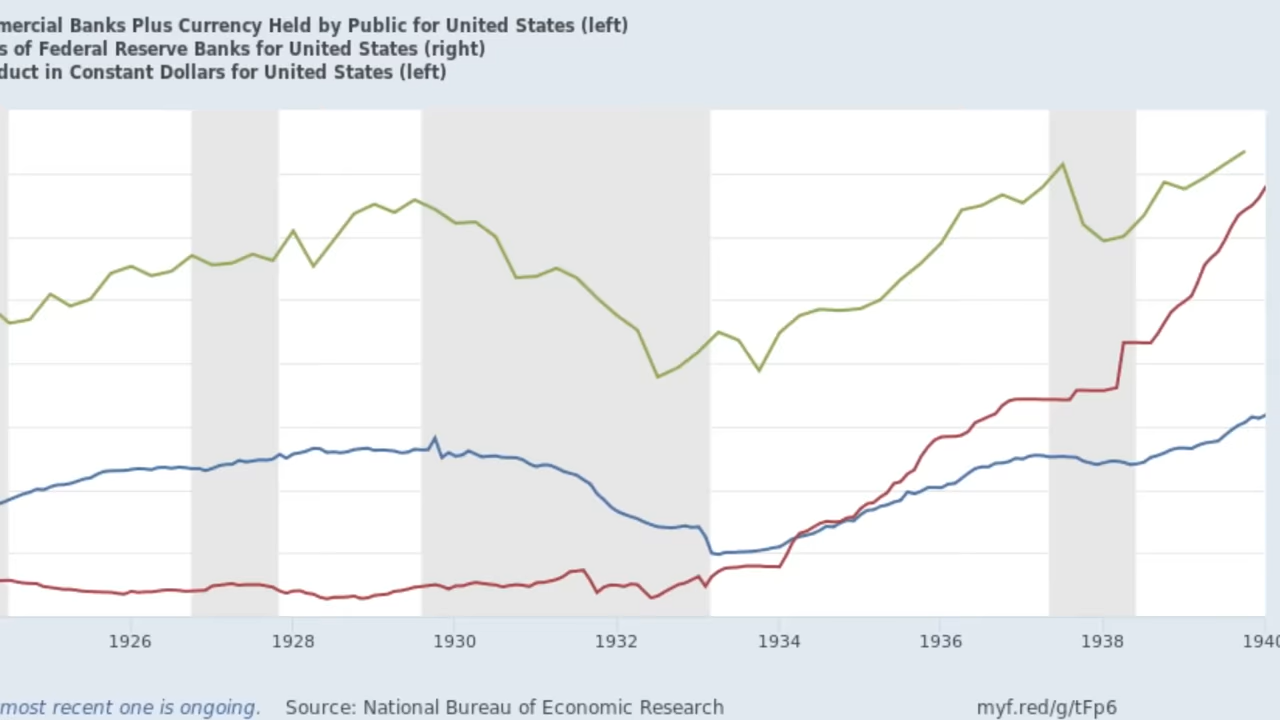 mercial Banks Plus Currency Held by Public for United States (left)
s of Federal Reserve Banks for United States (right)
duct in Constant Dollars for United States (left)
1926 1928 1930 1932 1934 1936 1938 1940
most recent one is ongoing. Source: National Bureau of Economic Research myf.red/g/tFp6